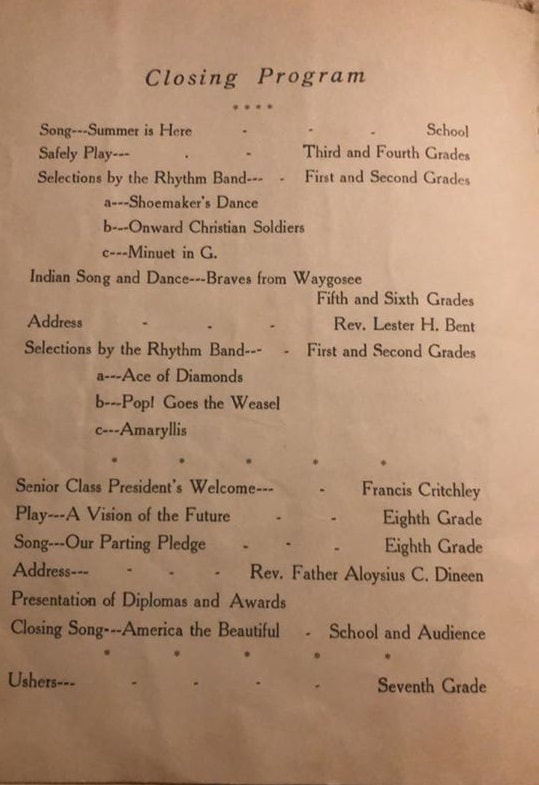 Closing Program
* * * *
Song---Summer is Here - - - School
Safely Play--- . - Third and Fourth Grades
Selections by the Rhythm Band--- - First and Second Grades
a---Shoemaker's Dance
b---Onward Christian Soldiers
c---Minuet in G.
Indian Song and Dance---Braves from Waygosee
Fifth and Sixth Grades
Address - - - Rev. Lester H. Bent
Selections by the Rhythm Band--- - First and Second Grades
a---Ace of Diamonds
b---Pop! Goes the Weasel
c---Amaryllis
* * * * *
Senior Class President's Welcome--- - Francis Critchley
Play---A Vision of the Future - - Eighth Grade
Song---Our Parting Pledge - - - Eighth Grade
Address--- - - - Rev. Father Aloysius C. Dineen
Presentation of Diplomas and Awards
Closing Song---America the Beautiful - School and Audience
* * * * *
Ushers--- - - - - Seventh Grade